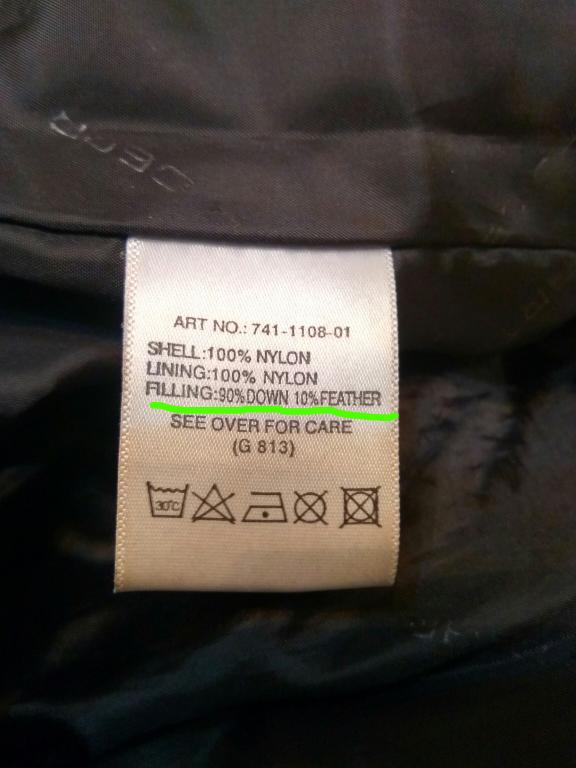 ART NO.: 741-1108-01
SHELL:100% NYLON
LINING:100% NYLON
FILLING:90%DOWN 10%FEATHER
SEE OVER FOR CARE
(G 813)
30°C